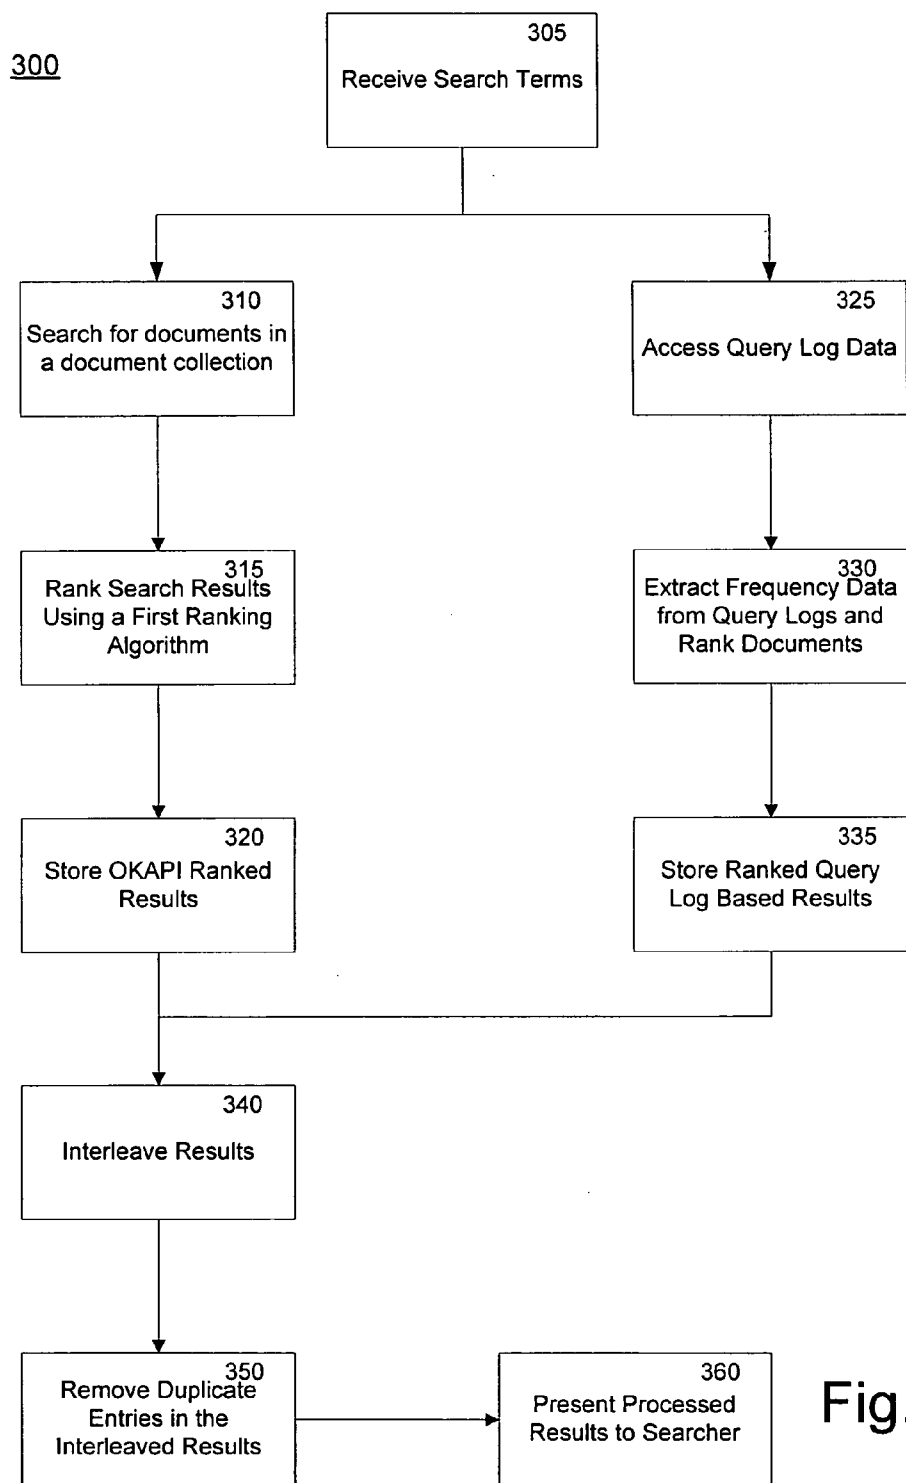 300
305
Receive Search Terms
310
Search for documents in
a document collection
325
Access Query Log Data
315
Rank Search Results
Using a First Ranking
Algorithm
330
Extract Frequency Data
from Query Logs and
Rank Documents
320
Store OKAPI Ranked
Results
335
Store Ranked Query
Log Based Results
340
Interleave Results
350
Remove Duplicate
Entries in the
Interleaved Results
360
Present Processed
Results to Searcher
Fig.